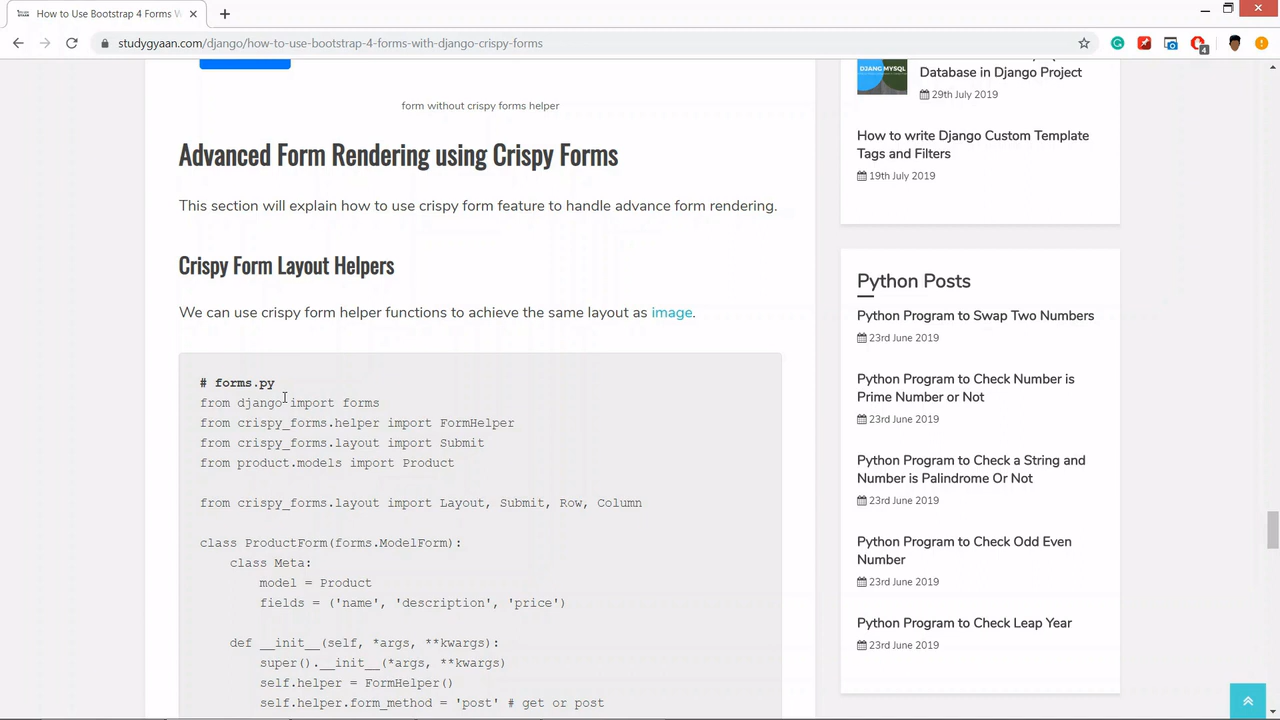 How to Use Bootstrap 4 Forms W
studygyaan.com/django/how-to-use-bootstrap-4-forms-with-django-crispy-forms
4
form without crispy forms helper
Advanced Form Rendering using Crispy Forms
This section will explain how to use crispy form feature to handle advance form rendering.
Crispy Form Layout Helpers
We can use crispy form helper functions to achieve the same layout as image.
# forms.py
from django import forms
from crispy_forms.helper import FormHelper
from crispy_forms.layout import Submit
from product.models import Product
from crispy_forms.layout import Layout, Submit, Row, Column
class ProductForm(forms.ModelForm):
class Meta:
model = Product
fields = ('name', 'description', 'price')
def __init__(self, *args, **kwargs):
super().__init__(*args, **kwargs)
self.helper = FormHelper()
self.helper.form_method = 'post' # get or post
DJANG MYSQL
Database in Django Project
29th July 2019
How to write Django Custom Template
Tags and Filters
19th July 2019
Python Posts
Python Program to Swap Two Numbers
23rd June 2019
Python Program to Check Number is
Prime Number or Not
23rd June 2019
Python Program to Check a String and
Number is Palindrome Or Not
23rd June 2019
Python Program to Check Odd Even
Number
23rd June 2019
Python Program to Check Leap Year
23rd June 2019